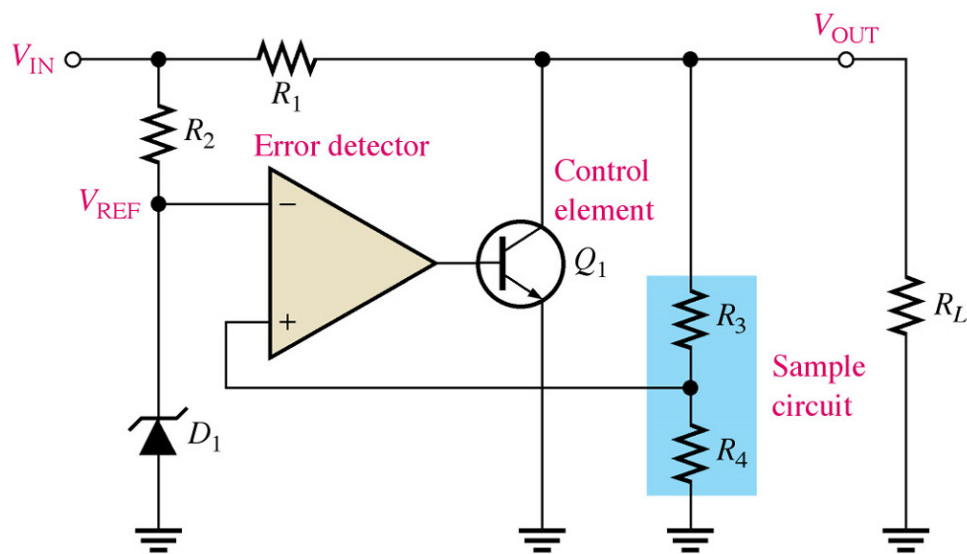 V_OUT
V_IN
R_1
R_2
Error detector
V_REF
−
Control
element
Q_1
+
R_3
R_L
Sample
circuit
D_1
R_4